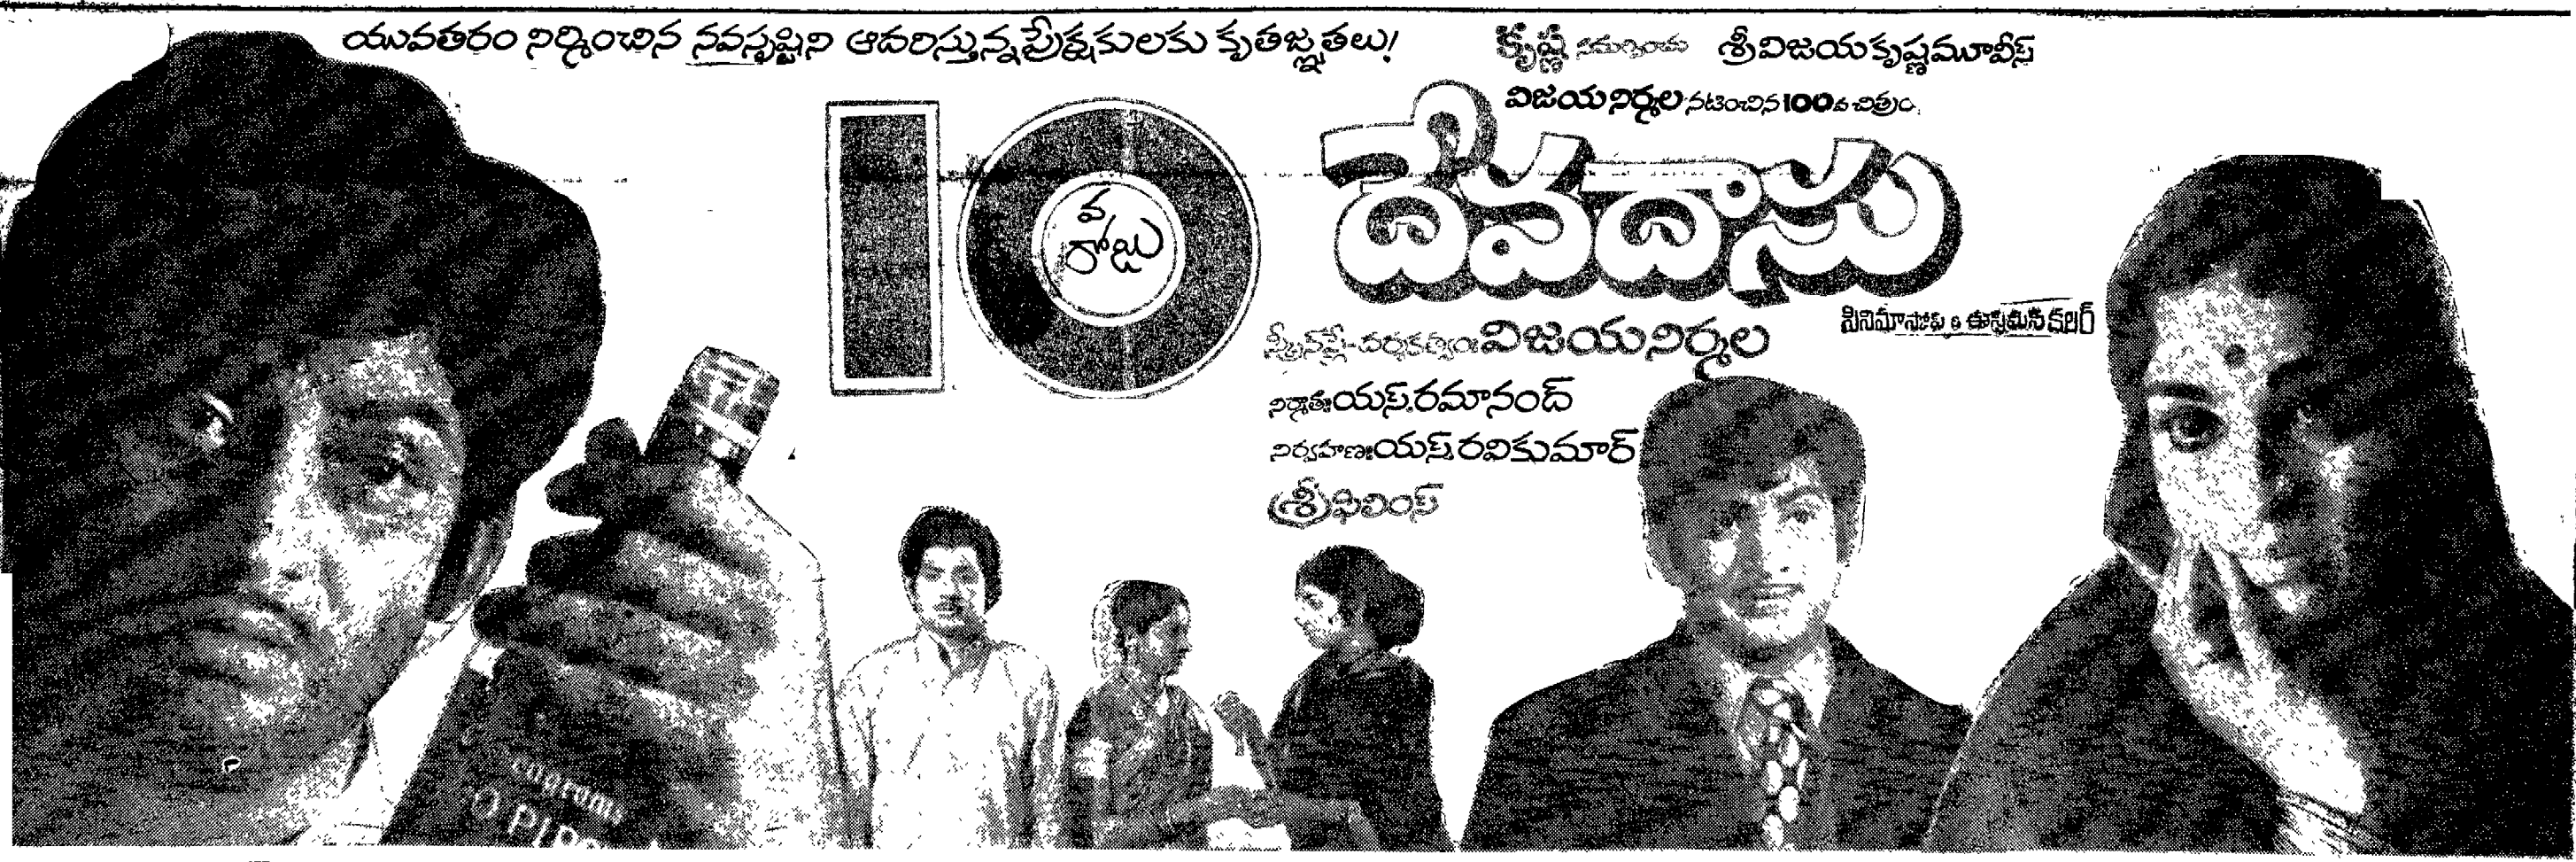 యువతరం నిర్మించిన నవసృష్టిని ఆదరిస్తున్న ప్రేక్షకులకు కృతజ్ఞతలు!
కృష్ణ సమర్పించు శ్రీవిజయకృష్ణమూవీస్
విజయనిర్మల నటించిన 100వ చిత్రం
10
వ
రోజు
దేవదాసు
సినిమాస్కోప్ & ఈస్ట్‌మన్ కలర్
స్క్రీన్‌ప్లే-దర్శకత్వం: విజయనిర్మల
నిర్మాత: యస్.రమానంద్
నిర్వహణ: యస్ రవికుమార్
శ్రీఫిలింస్